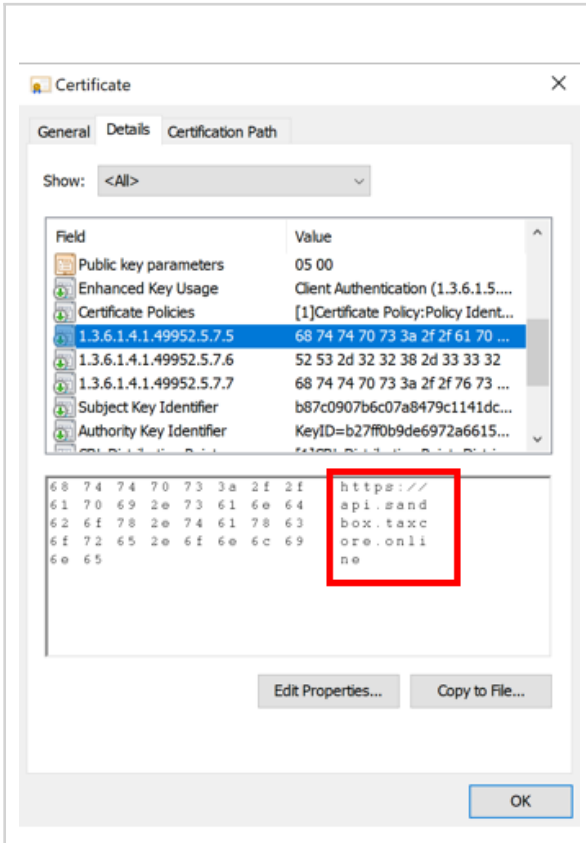 Certificate
General Details Certification Path
Show: <All>
Field Value
Public key parameters 05 00
Enhanced Key Usage Client Authentication (1.3.6.1.5....
Certificate Policies [1]Certificate Policy:Policy Ident...
1.3.6.1.4.1.49952.5.7.5 68 74 74 70 73 3a 2f 2f 61 70 ...
1.3.6.1.4.1.49952.5.7.6 52 53 2d 32 32 38 2d 33 33 32
1.3.6.1.4.1.49952.5.7.7 68 74 74 70 73 3a 2f 2f 76 73 ...
Subject Key Identifier b87c0907b6c07a8479c1141dc...
Authority Key Identifier KeyID=b27ff0b9de6972a6615...
68 74 74 70 73 3a 2f 2f https://
61 70 69 2e 73 61 6e 64 api.sand
62 6f 78 2e 74 61 78 63 box.taxc
6f 72 65 2e 6f 6e 6c 69 ore.onli
6e 65 ne
Edit Properties... Copy to File...
OK